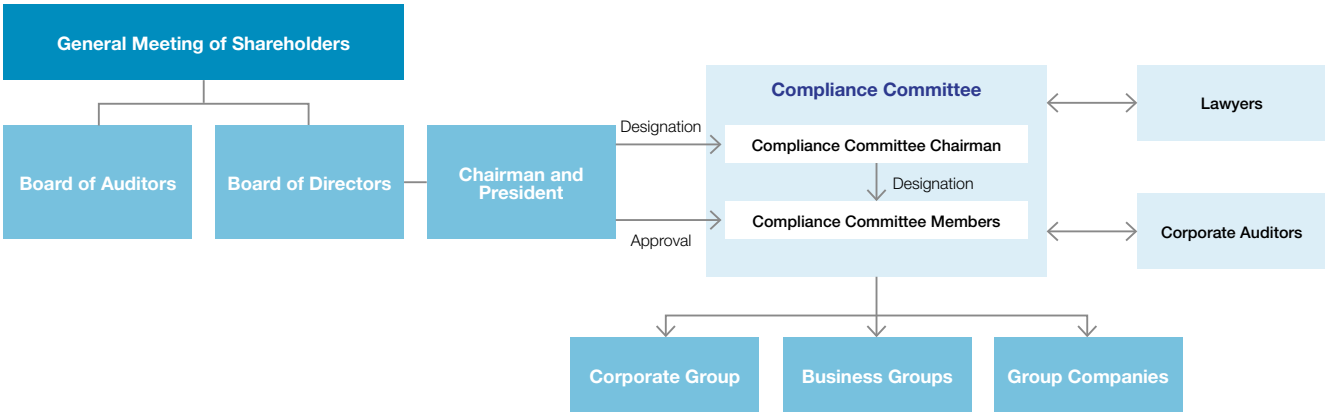 General Meeting of Shareholders
Board of Auditors
Board of Directors
Chairman and
President
Designation
Approval
Compliance Committee
Compliance Committee Chairman
Designation
Compliance Committee Members
Lawyers
Corporate Auditors
Corporate Group
Business Groups
Group Companies